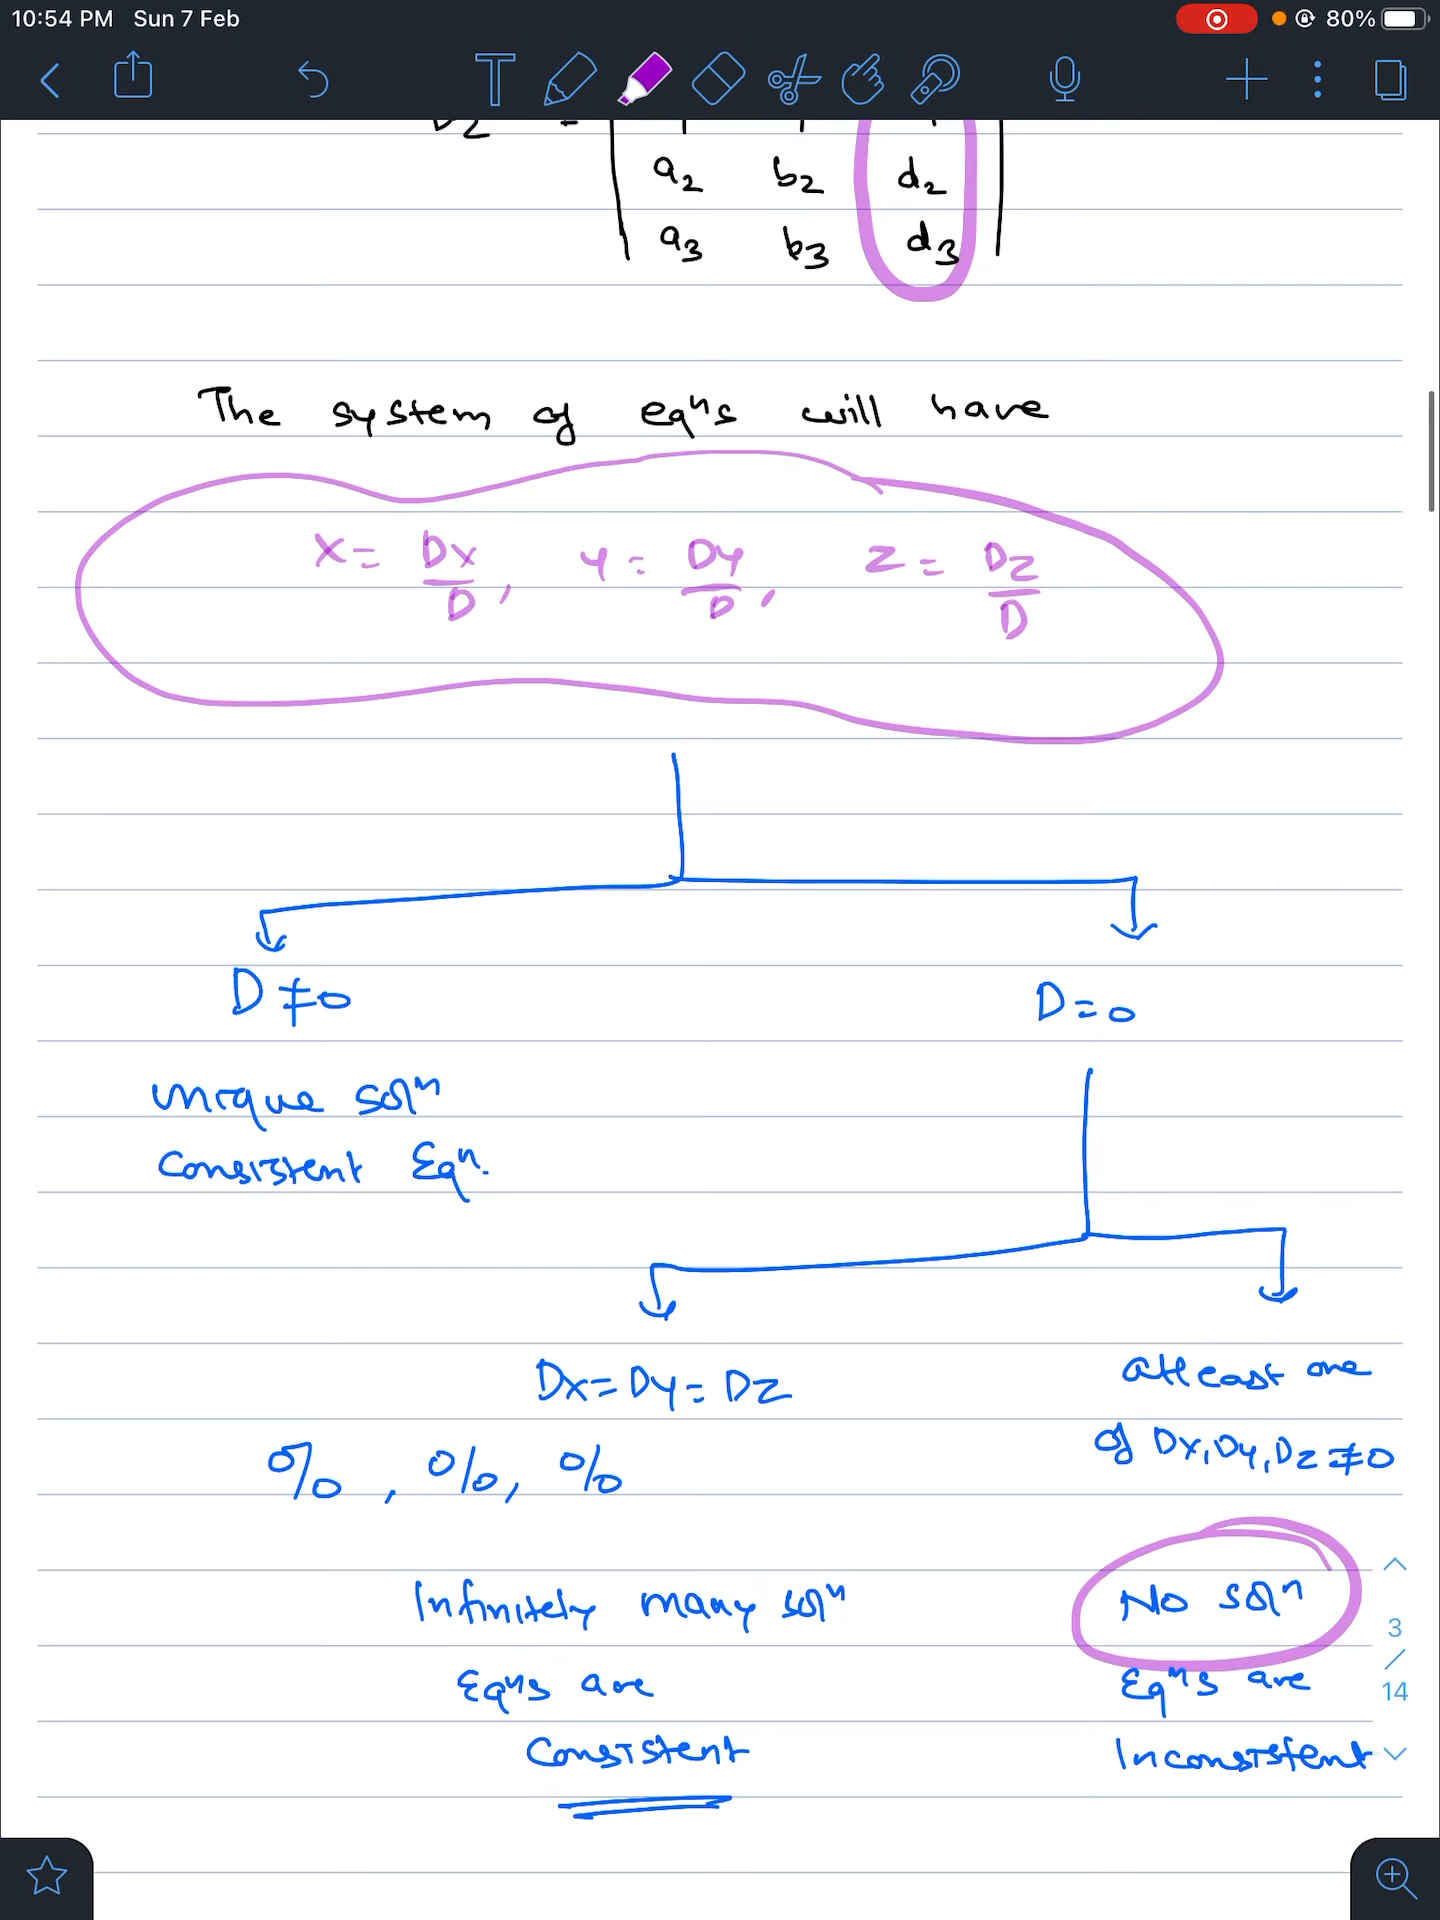 10:54 PM Sun 7 Feb 80%
T
a2 b2 d2
a3 b3 d3
The system of eqⁿs will have
x = Dx/D, y = Dy/D, z = Dz/D
D ≠ 0 D = 0
unique solⁿ
Consistent Eqⁿ.
Dx = Dy = Dz
atleast one
of Dx, Dy, Dz ≠ 0
0/0, 0/0, 0/0
Infinitely many solⁿ
No solⁿ
3
/
14
Eqⁿs are Eqⁿs are
Consistent Inconsistent